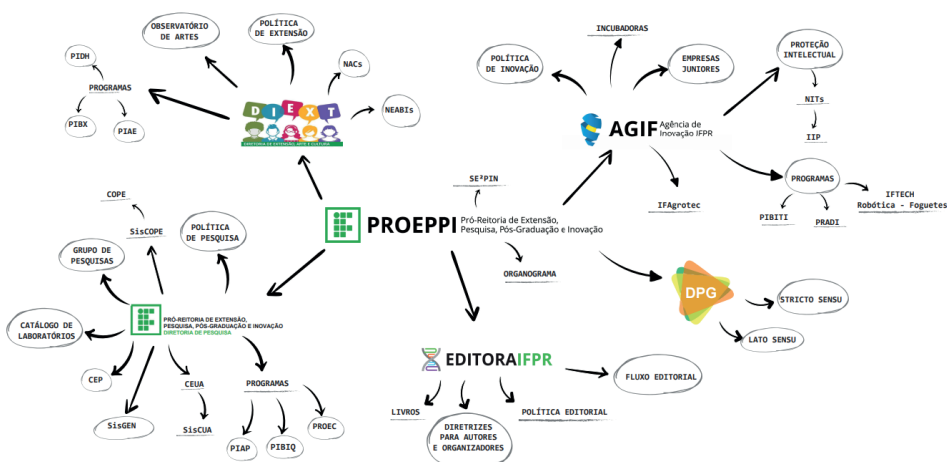 OBSERVATÓRIO
DE ARTES
POLÍTICA
DE EXTENSÃO
NACs
NEABIs
PIDH
PROGRAMAS
PIBX
PIAE
DIEXT
DIRETORIA DE EXTENSÃO, ARTE E CULTURA
INCUBADORAS
POLÍTICA
DE INOVAÇÃO
EMPRESAS
JUNIORES
PROTEÇÃO
INTELECTUAL
NITs
IIP
AGIF Agência de
Inovação IFPR
PROGRAMAS
IFTECH
Robótica - Foguetes
PIBITI
PRADI
IFAgrotec
SE²PIN
PROEPPI Pró-Reitoria de Extensão,
Pesquisa, Pós-Graduação e Inovação
ORGANOGRAMA
COPE
SisCOPE
POLÍTICA
DE PESQUISA
GRUPO DE
PESQUISAS
CATÁLOGO DE
LABORATÓRIOS
PRÓ-REITORIA DE EXTENSÃO,
PESQUISA, PÓS-GRADUAÇÃO E INOVAÇÃO
DIRETORIA DE PESQUISA
CEP
SisGEN
CEUA
SisCUA
PROGRAMAS
PIAP
PIBIQ
PROEC
DPG
STRICTO SENSU
LATO SENSU
EDITORAIFPR
FLUXO EDITORIAL
LIVROS
DIRETRIZES
PARA AUTORES
E ORGANIZADORES
POLÍTICA EDITORIAL